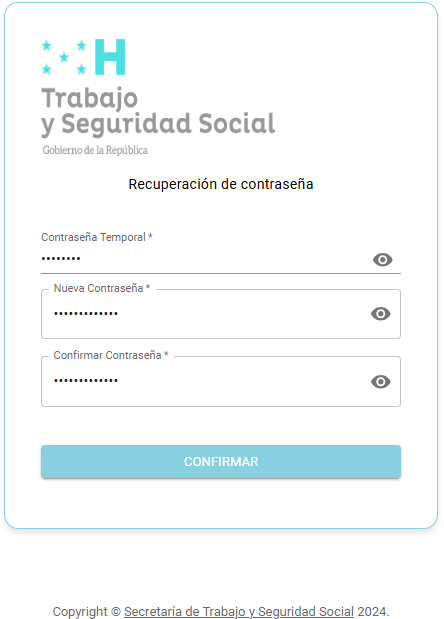 H
Trabajo
y Seguridad Social
Gobierno de la República
Recuperación de contraseña
Contraseña Temporal *
••••••••
Nueva Contraseña *
•••••••••••••
Confirmar Contraseña *
•••••••••••••
CONFIRMAR
Copyright © Secretaría de Trabajo y Seguridad Social 2024.